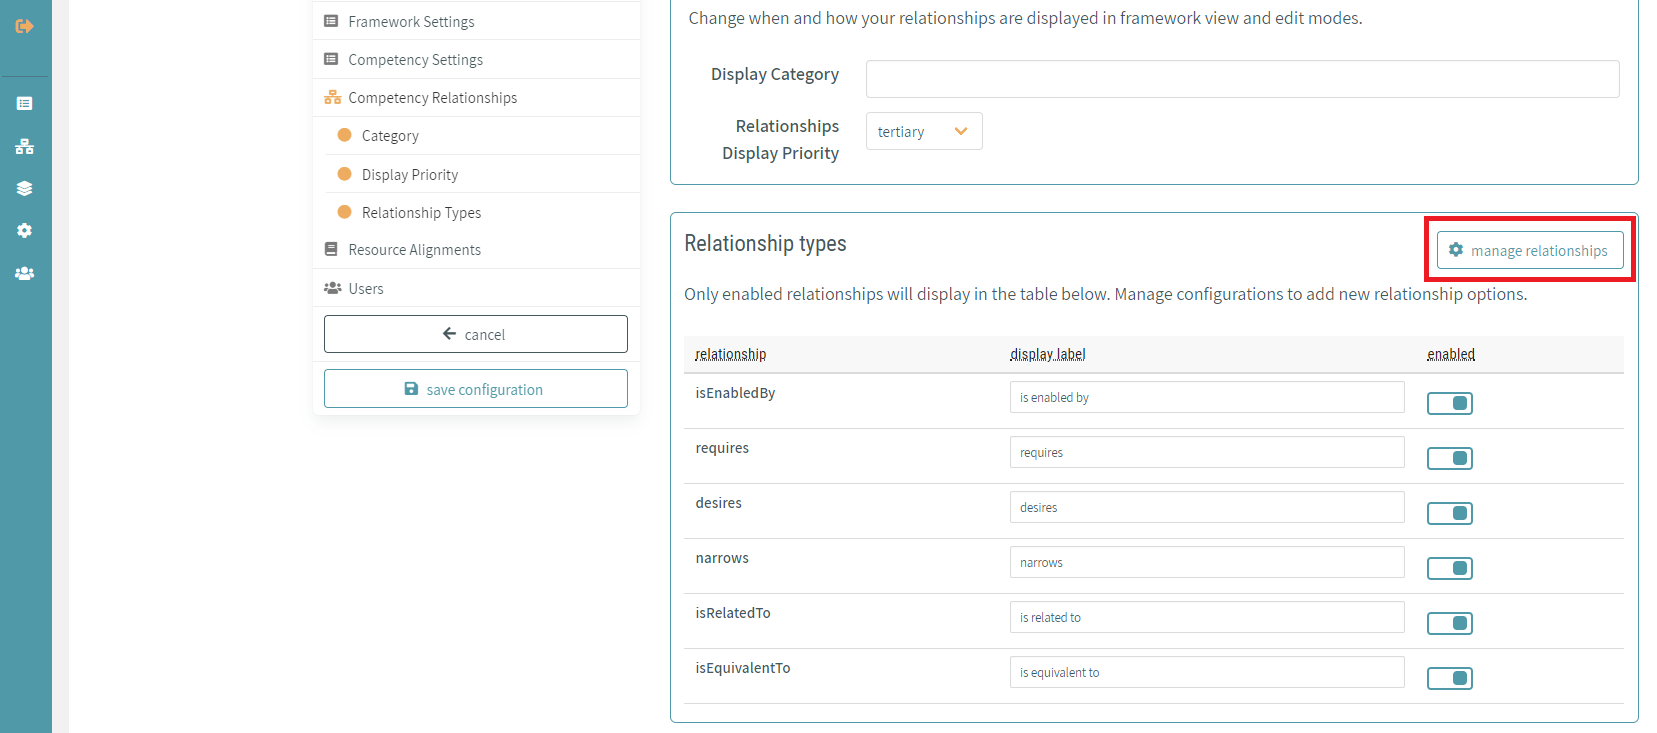 Framework Settings
Competency Settings
Competency Relationships
Category
Display Priority
Relationship Types
Resource Alignments
Users
cancel
save configuration
Change when and how your relationships are displayed in framework view and edit modes.
Display Category
Relationships
Display Priority
tertiary
Relationship types
manage relationships
Only enabled relationships will display in the table below. Manage configurations to add new relationship options.
relationship display label enabled
isEnabledBy is enabled by
requires requires
desires desires
narrows narrows
isRelatedTo is related to
isEquivalentTo is equivalent to